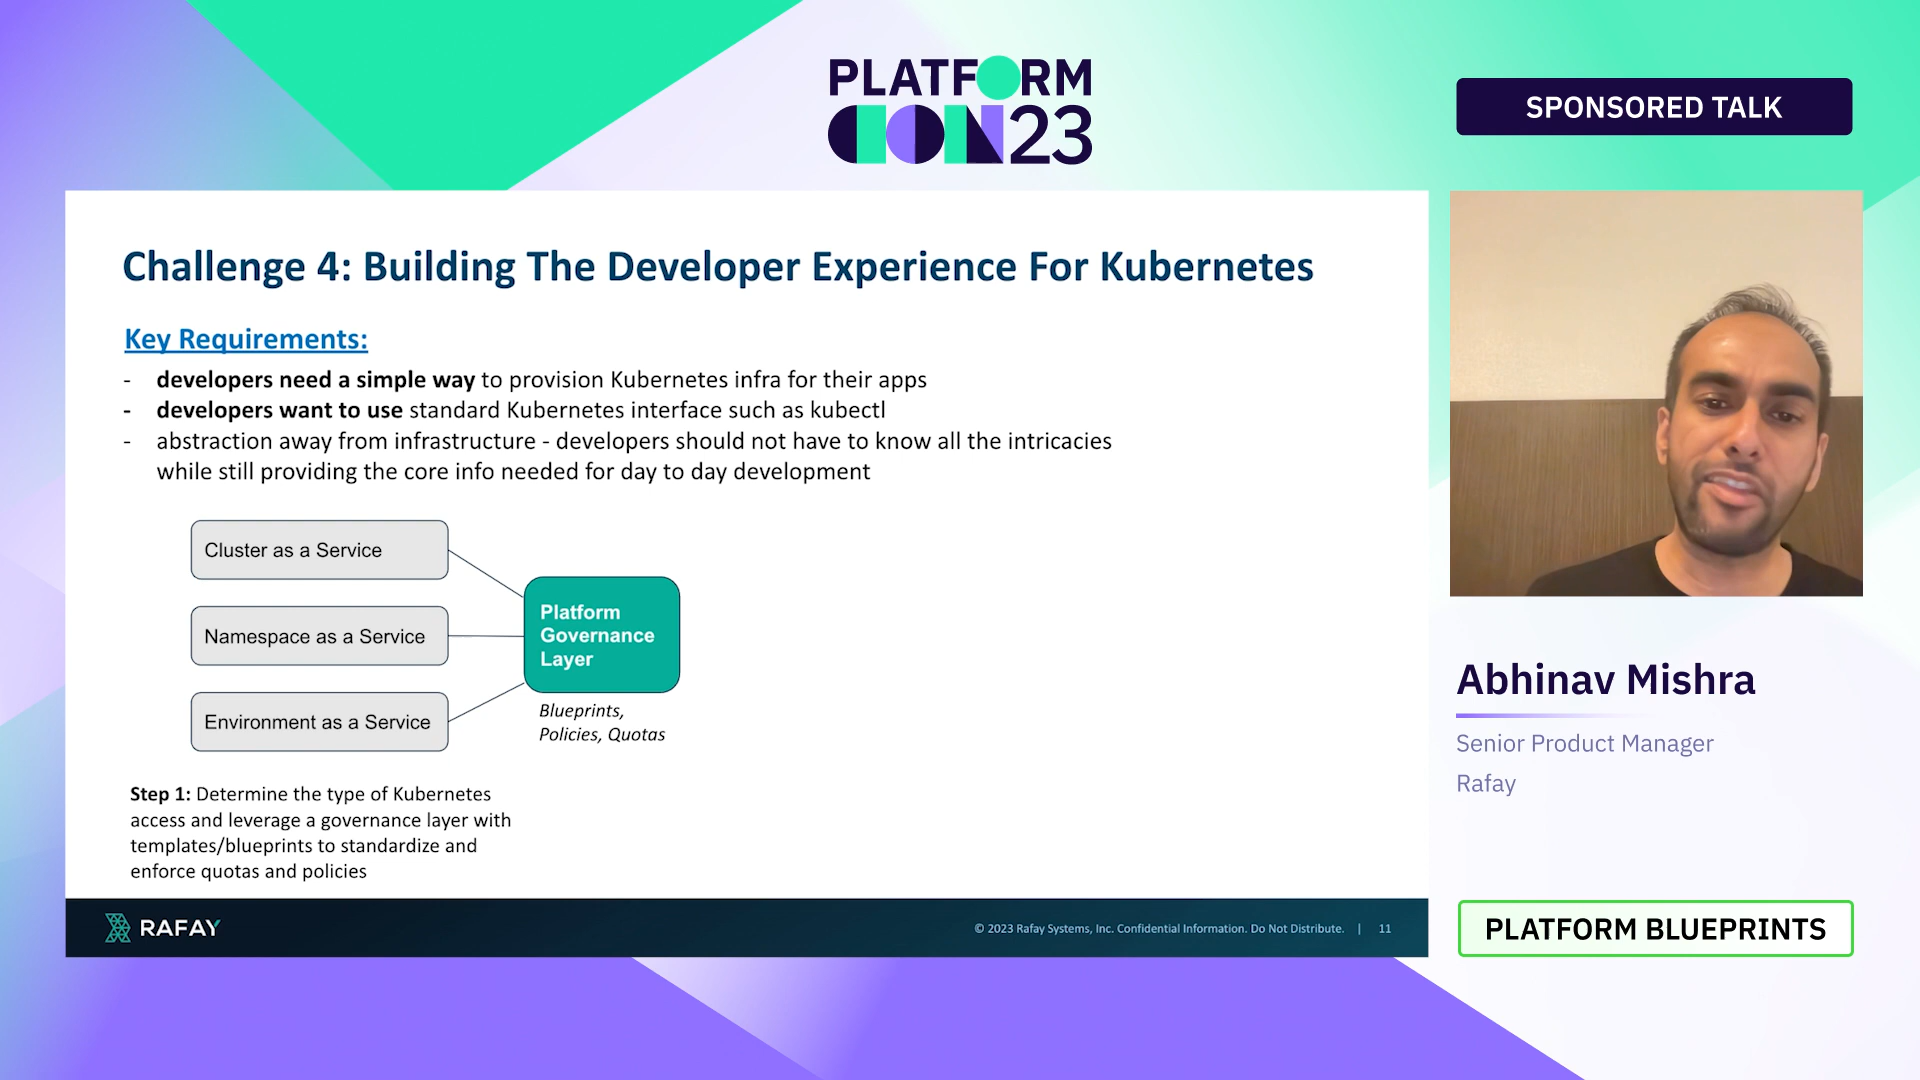 PLATFORM
CON23
SPONSORED TALK
Challenge 4: Building The Developer Experience For Kubernetes
Key Requirements:
- developers need a simple way to provision Kubernetes infra for their apps
- developers want to use standard Kubernetes interface such as kubectl
- abstraction away from infrastructure - developers should not have to know all the intricacies
while still providing the core info needed for day to day development
Cluster as a Service
Namespace as a Service
Environment as a Service
Platform
Governance
Layer
Blueprints,
Policies, Quotas
Step 1: Determine the type of Kubernetes
access and leverage a governance layer with
templates/blueprints to standardize and
enforce quotas and policies
RAFAY
© 2023 Rafay Systems, Inc. Confidential Information. Do Not Distribute. | 11
Abhinav Mishra
Senior Product Manager
Rafay
PLATFORM BLUEPRINTS